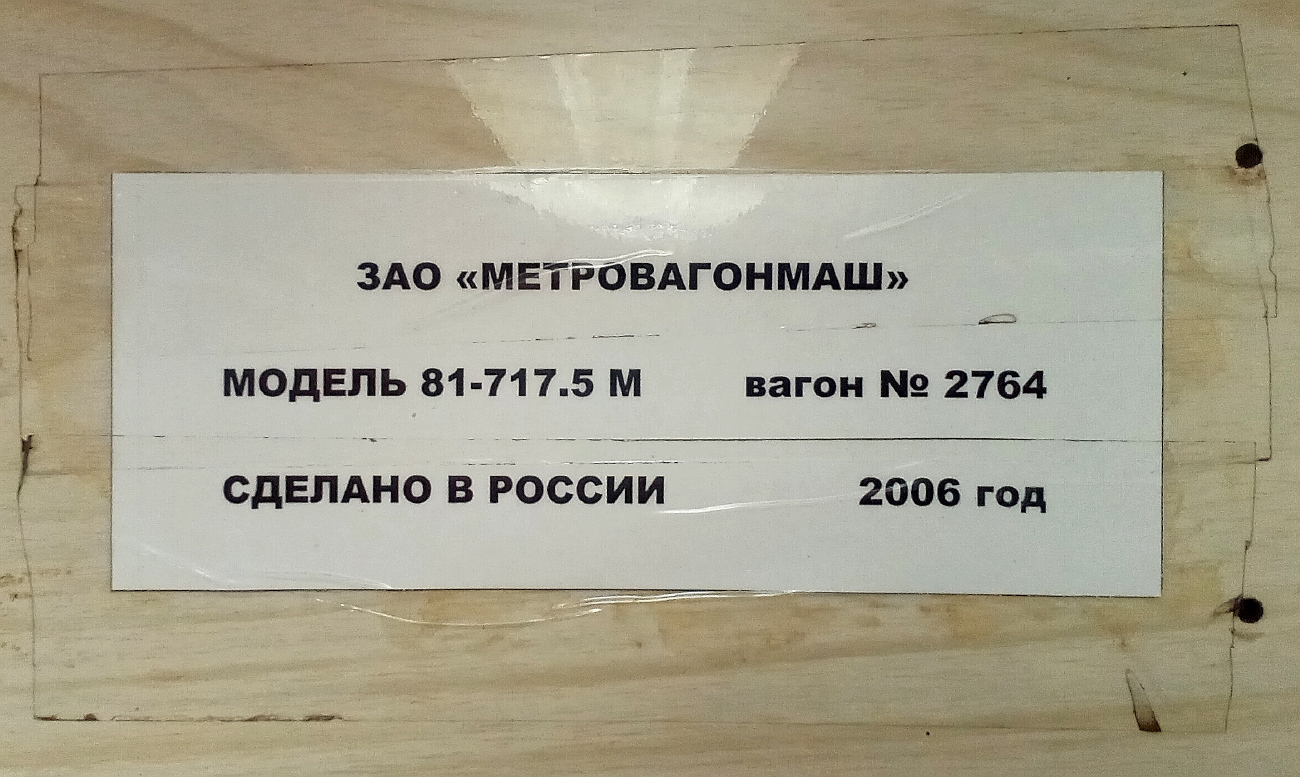 ЗАО «МЕТРОВАГОНМАШ»
МОДЕЛЬ 81-717.5 М вагон № 2764
СДЕЛАНО В РОССИИ 2006 год